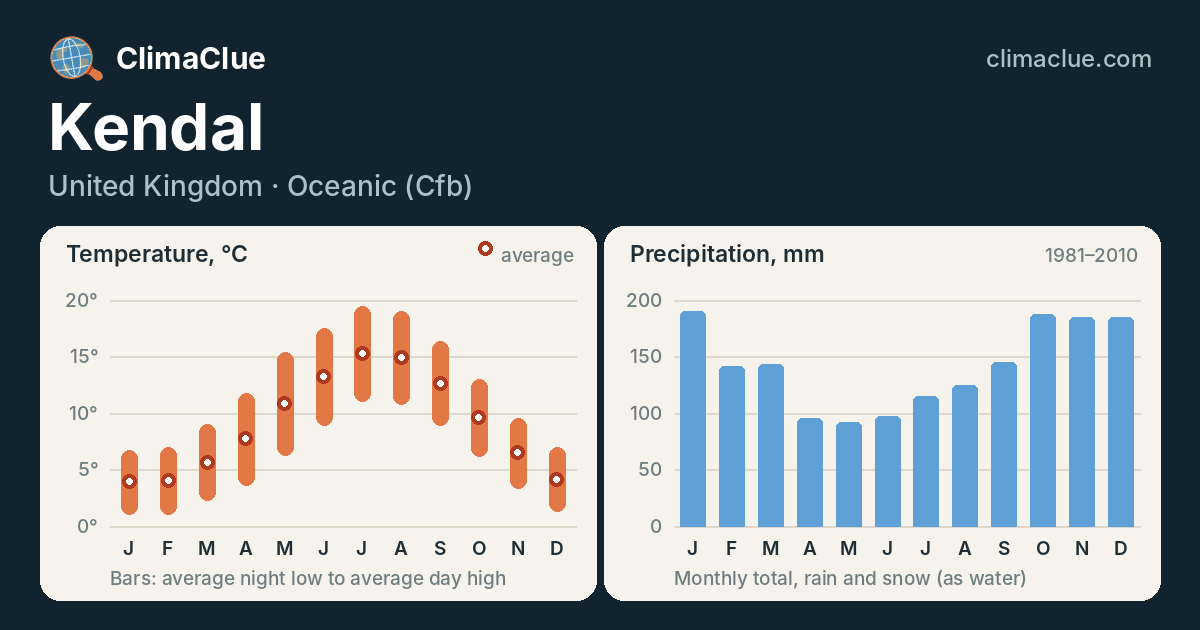 ClimaClue
climaclue.com
Kendal
United Kingdom · Oceanic (Cfb)
Temperature, °C
average
20°
15°
10°
5°
0°
J F M A M J J A S O N D
Bars: average night low to average day high
Precipitation, mm
1981–2010
200
150
100
50
0
J F M A M J J A S O N D
Monthly total, rain and snow (as water)